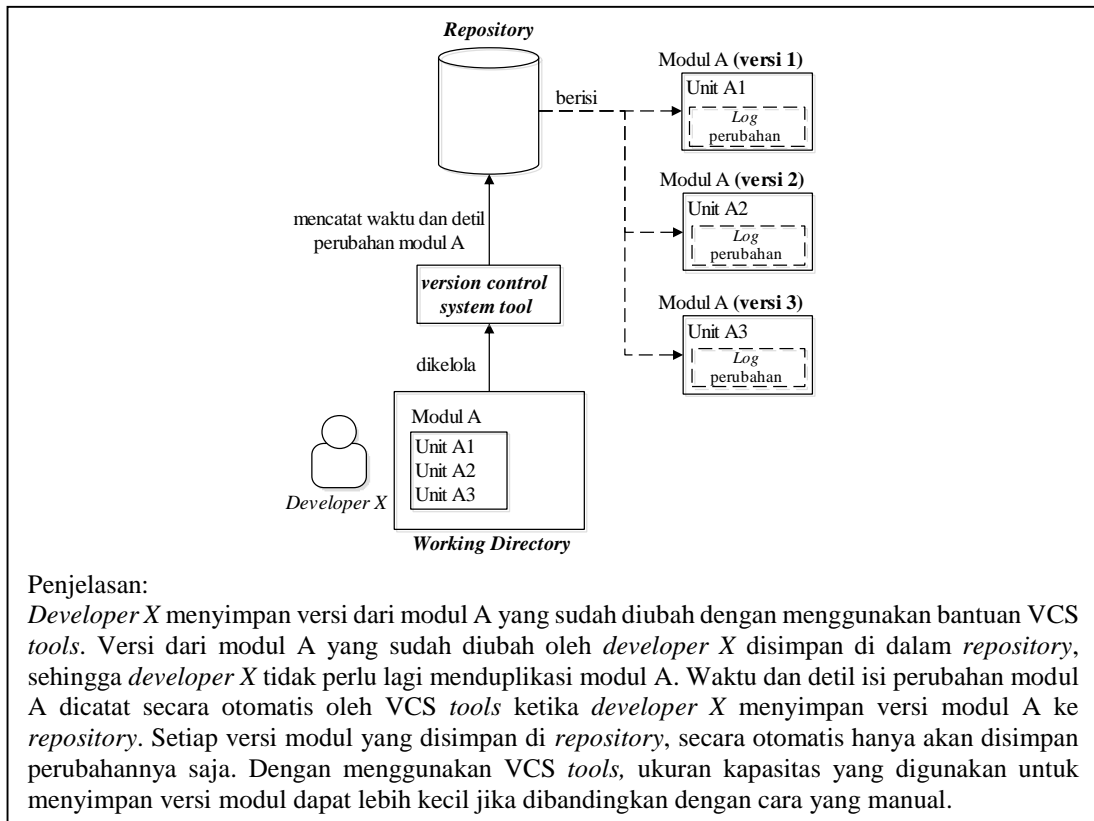 Repository
berisi
Modul A (versi 1)
Unit A1
Log
perubahan
Modul A (versi 2)
Unit A2
Log
perubahan
Modul A (versi 3)
Unit A3
Log
perubahan
mencatat waktu dan detil
perubahan modul A
version control
system tool
dikelola
Modul A
Unit A1
Unit A2
Unit A3
Developer X
Working Directory
Penjelasan:
Developer X menyimpan versi dari modul A yang sudah diubah dengan menggunakan bantuan VCS
tools. Versi dari modul A yang sudah diubah oleh developer X disimpan di dalam repository,
sehingga developer X tidak perlu lagi menduplikasi modul A. Waktu dan detil isi perubahan modul
A dicatat secara otomatis oleh VCS tools ketika developer X menyimpan versi modul A ke
repository. Setiap versi modul yang disimpan di repository, secara otomatis hanya akan disimpan
perubahannya saja. Dengan menggunakan VCS tools, ukuran kapasitas yang digunakan untuk
menyimpan versi modul dapat lebih kecil jika dibandingkan dengan cara yang manual.